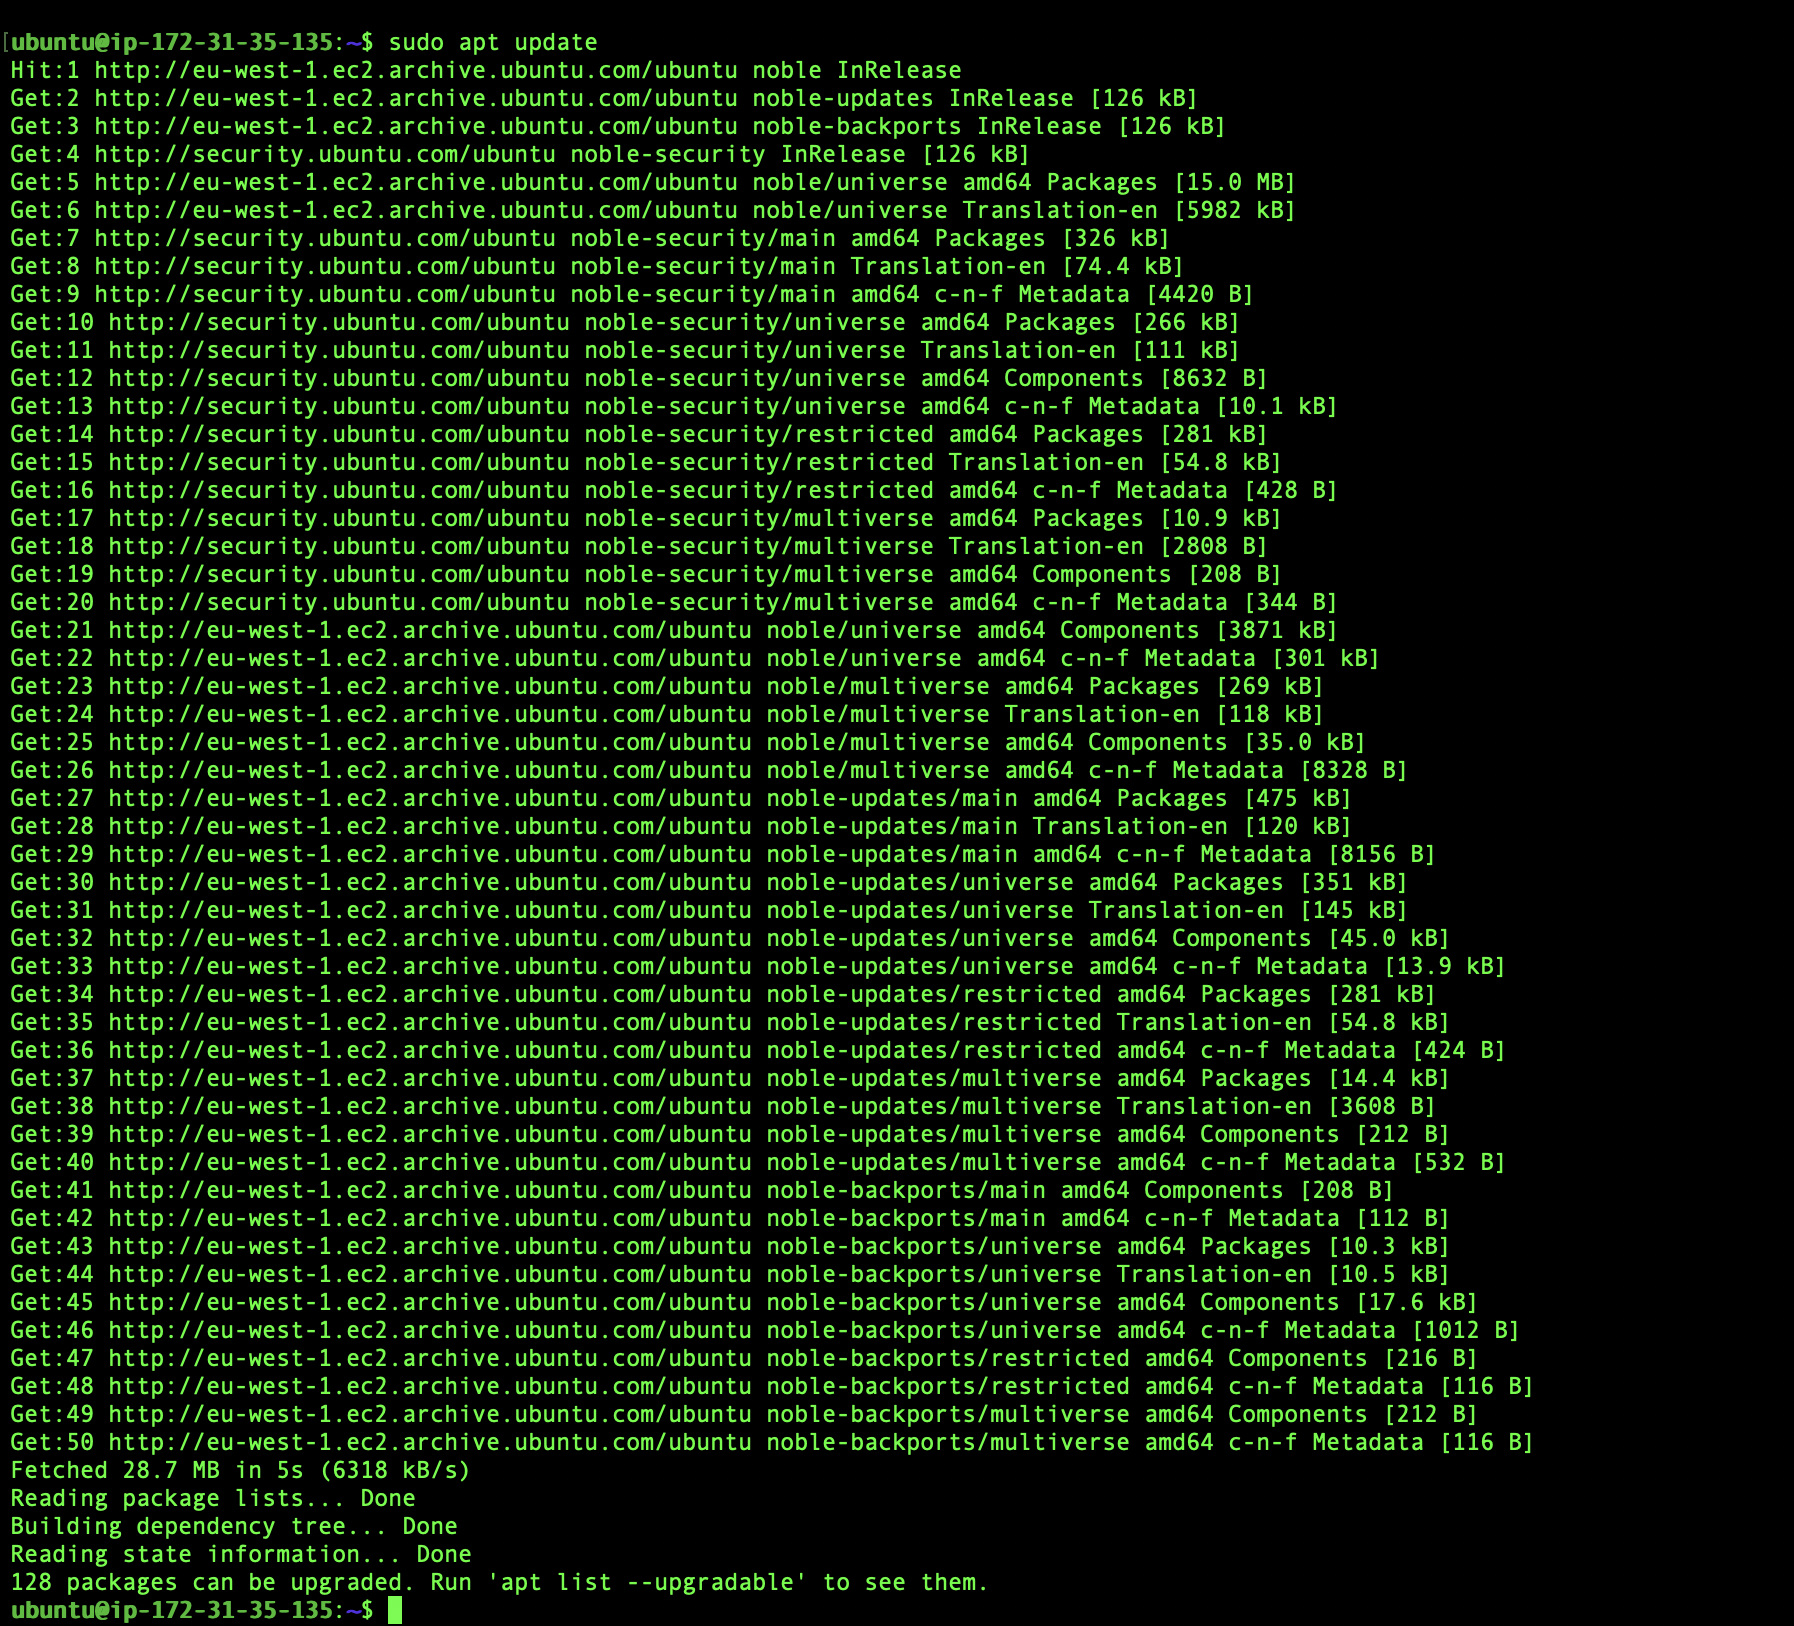 [ubuntu@ip-172-31-35-135:~$ sudo apt update
Hit:1 http://eu-west-1.ec2.archive.ubuntu.com/ubuntu noble InRelease
Get:2 http://eu-west-1.ec2.archive.ubuntu.com/ubuntu noble-updates InRelease [126 kB]
Get:3 http://eu-west-1.ec2.archive.ubuntu.com/ubuntu noble-backports InRelease [126 kB]
Get:4 http://security.ubuntu.com/ubuntu noble-security InRelease [126 kB]
Get:5 http://eu-west-1.ec2.archive.ubuntu.com/ubuntu noble/universe amd64 Packages [15.0 MB]
Get:6 http://eu-west-1.ec2.archive.ubuntu.com/ubuntu noble/universe Translation-en [5982 kB]
Get:7 http://security.ubuntu.com/ubuntu noble-security/main amd64 Packages [326 kB]
Get:8 http://security.ubuntu.com/ubuntu noble-security/main Translation-en [74.4 kB]
Get:9 http://security.ubuntu.com/ubuntu noble-security/main amd64 c-n-f Metadata [4420 B]
Get:10 http://security.ubuntu.com/ubuntu noble-security/universe amd64 Packages [266 kB]
Get:11 http://security.ubuntu.com/ubuntu noble-security/universe Translation-en [111 kB]
Get:12 http://security.ubuntu.com/ubuntu noble-security/universe amd64 Components [8632 B]
Get:13 http://security.ubuntu.com/ubuntu noble-security/universe amd64 c-n-f Metadata [10.1 kB]
Get:14 http://security.ubuntu.com/ubuntu noble-security/restricted amd64 Packages [281 kB]
Get:15 http://security.ubuntu.com/ubuntu noble-security/restricted Translation-en [54.8 kB]
Get:16 http://security.ubuntu.com/ubuntu noble-security/restricted amd64 c-n-f Metadata [428 B]
Get:17 http://security.ubuntu.com/ubuntu noble-security/multiverse amd64 Packages [10.9 kB]
Get:18 http://security.ubuntu.com/ubuntu noble-security/multiverse Translation-en [2808 B]
Get:19 http://security.ubuntu.com/ubuntu noble-security/multiverse amd64 Components [208 B]
Get:20 http://security.ubuntu.com/ubuntu noble-security/multiverse amd64 c-n-f Metadata [344 B]
Get:21 http://eu-west-1.ec2.archive.ubuntu.com/ubuntu noble/universe amd64 Components [3871 kB]
Get:22 http://eu-west-1.ec2.archive.ubuntu.com/ubuntu noble/universe amd64 c-n-f Metadata [301 kB]
Get:23 http://eu-west-1.ec2.archive.ubuntu.com/ubuntu noble/multiverse amd64 Packages [269 kB]
Get:24 http://eu-west-1.ec2.archive.ubuntu.com/ubuntu noble/multiverse Translation-en [118 kB]
Get:25 http://eu-west-1.ec2.archive.ubuntu.com/ubuntu noble/multiverse amd64 Components [35.0 kB]
Get:26 http://eu-west-1.ec2.archive.ubuntu.com/ubuntu noble/multiverse amd64 c-n-f Metadata [8328 B]
Get:27 http://eu-west-1.ec2.archive.ubuntu.com/ubuntu noble-updates/main amd64 Packages [475 kB]
Get:28 http://eu-west-1.ec2.archive.ubuntu.com/ubuntu noble-updates/main Translation-en [120 kB]
Get:29 http://eu-west-1.ec2.archive.ubuntu.com/ubuntu noble-updates/main amd64 c-n-f Metadata [8156 B]
Get:30 http://eu-west-1.ec2.archive.ubuntu.com/ubuntu noble-updates/universe amd64 Packages [351 kB]
Get:31 http://eu-west-1.ec2.archive.ubuntu.com/ubuntu noble-updates/universe Translation-en [145 kB]
Get:32 http://eu-west-1.ec2.archive.ubuntu.com/ubuntu noble-updates/universe amd64 Components [45.0 kB]
Get:33 http://eu-west-1.ec2.archive.ubuntu.com/ubuntu noble-updates/universe amd64 c-n-f Metadata [13.9 kB]
Get:34 http://eu-west-1.ec2.archive.ubuntu.com/ubuntu noble-updates/restricted amd64 Packages [281 kB]
Get:35 http://eu-west-1.ec2.archive.ubuntu.com/ubuntu noble-updates/restricted Translation-en [54.8 kB]
Get:36 http://eu-west-1.ec2.archive.ubuntu.com/ubuntu noble-updates/restricted amd64 c-n-f Metadata [424 B]
Get:37 http://eu-west-1.ec2.archive.ubuntu.com/ubuntu noble-updates/multiverse amd64 Packages [14.4 kB]
Get:38 http://eu-west-1.ec2.archive.ubuntu.com/ubuntu noble-updates/multiverse Translation-en [3608 B]
Get:39 http://eu-west-1.ec2.archive.ubuntu.com/ubuntu noble-updates/multiverse amd64 Components [212 B]
Get:40 http://eu-west-1.ec2.archive.ubuntu.com/ubuntu noble-updates/multiverse amd64 c-n-f Metadata [532 B]
Get:41 http://eu-west-1.ec2.archive.ubuntu.com/ubuntu noble-backports/main amd64 Components [208 B]
Get:42 http://eu-west-1.ec2.archive.ubuntu.com/ubuntu noble-backports/main amd64 c-n-f Metadata [112 B]
Get:43 http://eu-west-1.ec2.archive.ubuntu.com/ubuntu noble-backports/universe amd64 Packages [10.3 kB]
Get:44 http://eu-west-1.ec2.archive.ubuntu.com/ubuntu noble-backports/universe Translation-en [10.5 kB]
Get:45 http://eu-west-1.ec2.archive.ubuntu.com/ubuntu noble-backports/universe amd64 Components [17.6 kB]
Get:46 http://eu-west-1.ec2.archive.ubuntu.com/ubuntu noble-backports/universe amd64 c-n-f Metadata [1012 B]
Get:47 http://eu-west-1.ec2.archive.ubuntu.com/ubuntu noble-backports/restricted amd64 Components [216 B]
Get:48 http://eu-west-1.ec2.archive.ubuntu.com/ubuntu noble-backports/restricted amd64 c-n-f Metadata [116 B]
Get:49 http://eu-west-1.ec2.archive.ubuntu.com/ubuntu noble-backports/multiverse amd64 Components [212 B]
Get:50 http://eu-west-1.ec2.archive.ubuntu.com/ubuntu noble-backports/multiverse amd64 c-n-f Metadata [116 B]
Fetched 28.7 MB in 5s (6318 kB/s)
Reading package lists... Done
Building dependency tree... Done
Reading state information... Done
128 packages can be upgraded. Run 'apt list --upgradable' to see them.
ubuntu@ip-172-31-35-135:~$